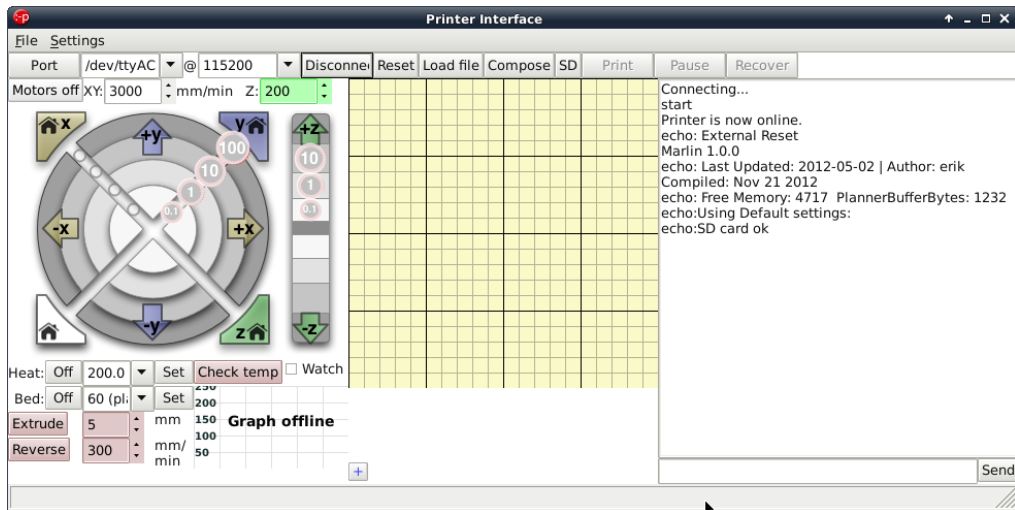 Printer Interface
File Settings
Port /dev/ttyAC @ 115200 Disconne Reset Load file Compose SD Print Pause Recover
Motors off XY: 3000 mm/min Z: 200
x +y y 100 10 1 0.1 -x +x -y z
+z 10 1 0.1 -z
Heat: Off 200.0 Set Check temp Watch
Bed: Off 60 (pla Set
Extrude 5 mm
Reverse 300 mm/
min
250
200
150 Graph offline
100
50
+
Connecting...
start
Printer is now online.
echo: External Reset
Marlin 1.0.0
echo: Last Updated: 2012-05-02 | Author: erik
Compiled: Nov 21 2012
echo: Free Memory: 4717 PlannerBufferBytes: 1232
echo:Using Default settings:
echo:SD card ok
Send